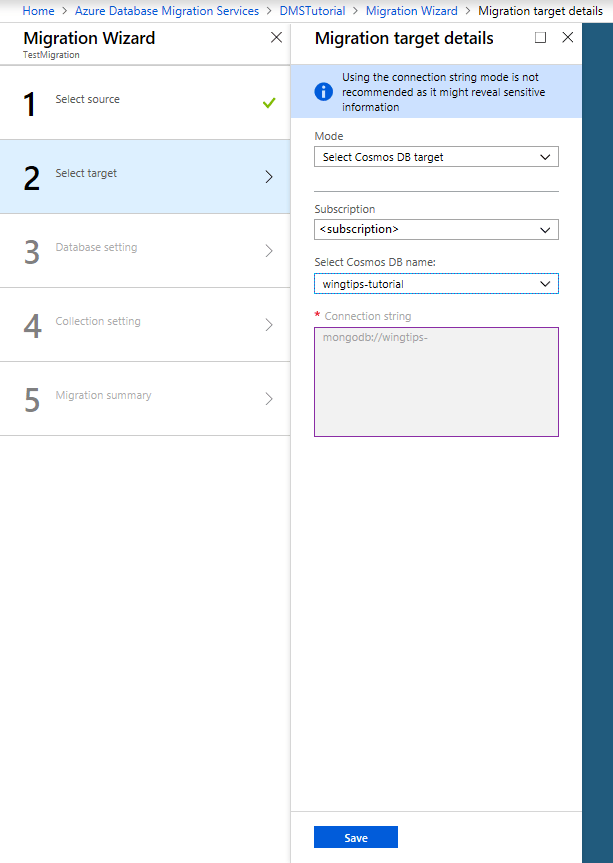 Home > Azure Database Migration Services > DMSTutorial > Migration Wizard > Migration target details
Migration Wizard
TestMigration
1 Select source
2 Select target
3 Database setting
4 Collection setting
5 Migration summary
Migration target details
Using the connection string mode is not
recommended as it might reveal sensitive
information
Mode
Select Cosmos DB target
Subscription
<subscription>
Select Cosmos DB name:
wingtips-tutorial
* Connection string
mongodb://wingtips-
Save